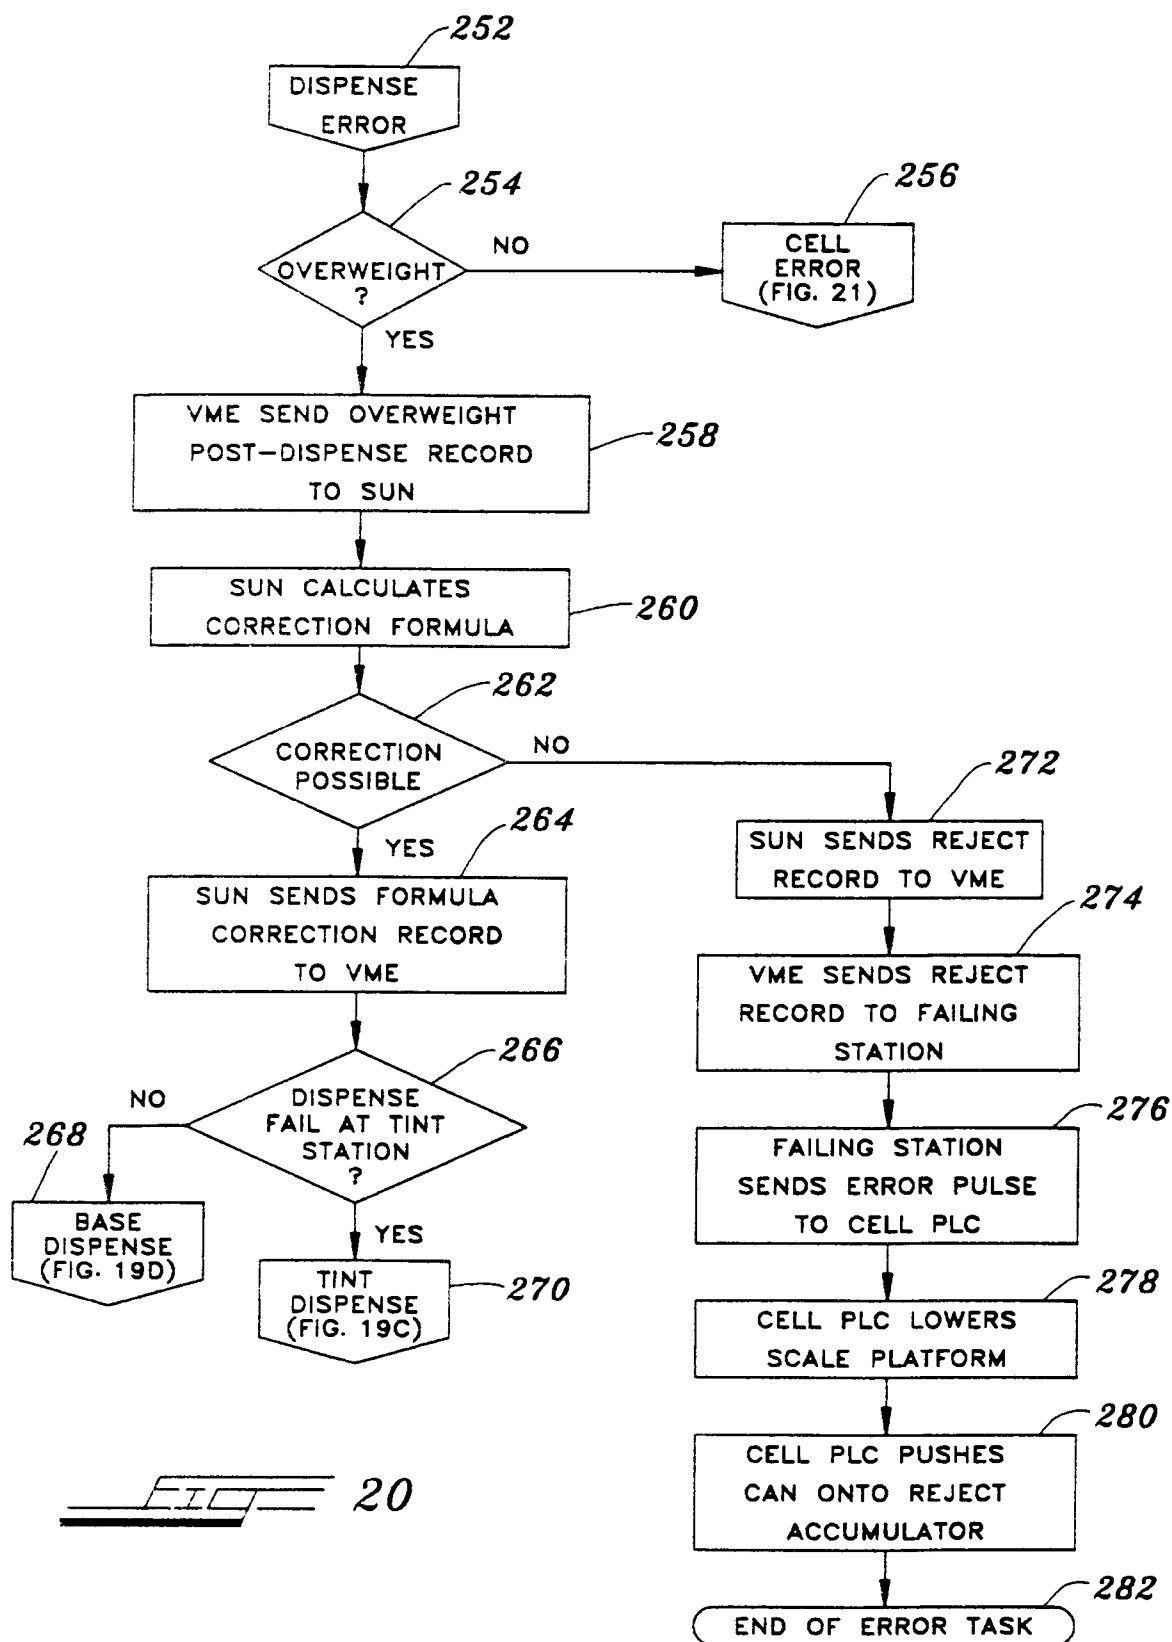 252
DISPENSE
ERROR
254
OVERWEIGHT
?
NO
256
CELL
ERROR
(FIG. 21)
YES
VME SEND OVERWEIGHT
POST-DISPENSE RECORD
TO SUN
258
SUN CALCULATES
CORRECTION FORMULA
260
262
CORRECTION
POSSIBLE
NO
YES
264
SUN SENDS FORMULA
CORRECTION RECORD
TO VME
266
DISPENSE
FAIL AT TINT
STATION
?
NO
268
BASE
DISPENSE
(FIG. 19D)
YES
TINT
DISPENSE
(FIG. 19C)
270
272
SUN SENDS REJECT
RECORD TO VME
274
VME SENDS REJECT
RECORD TO FAILING
STATION
276
FAILING STATION
SENDS ERROR PULSE
TO CELL PLC
278
CELL PLC LOWERS
SCALE PLATFORM
280
CELL PLC PUSHES
CAN ONTO REJECT
ACCUMULATOR
282
END OF ERROR TASK
FIG 20